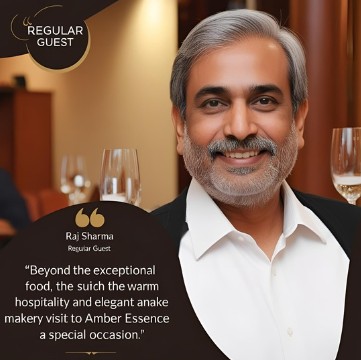 REGULAR
GUEST
Raj Sharma
Regular Guest
“Beyond the exceptional
food, the suich the warm
hospitality and elegant anake
makery visit to Amber Essence
a special occasion.”